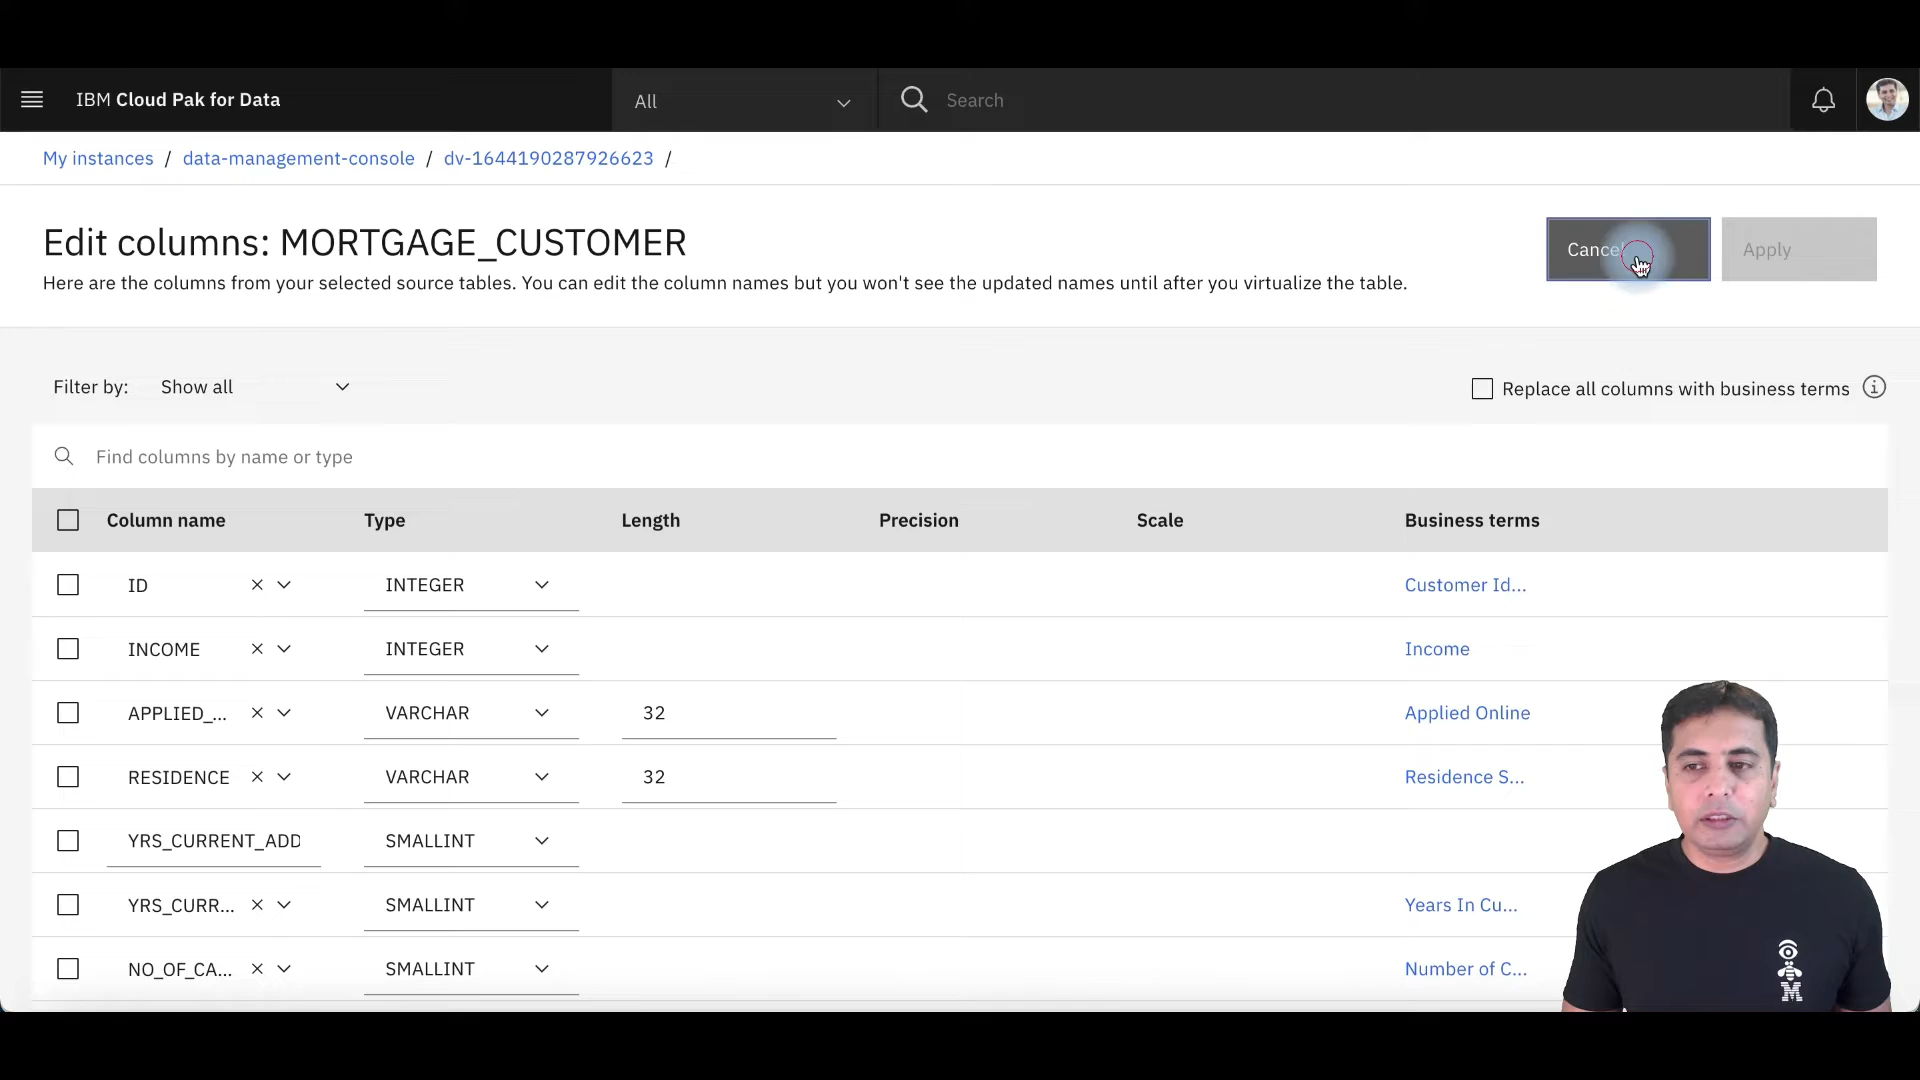 IBM Cloud Pak for Data
All
Search
My instances / data-management-console / dv-1644190287926623 /
Edit columns: MORTGAGE_CUSTOMER
Here are the columns from your selected source tables. You can edit the column names but you won't see the updated names until after you virtualize the table.
Cancel
Apply
Filter by: Show all
Replace all columns with business terms
Find columns by name or type
Column name Type Length Precision Scale Business terms
ID INTEGER Customer Id...
INCOME INTEGER Income
APPLIED_... VARCHAR 32 Applied Online
RESIDENCE VARCHAR 32 Residence S...
YRS_CURRENT_ADD SMALLINT
YRS_CURR... SMALLINT Years In Cu...
NO_OF_CA... SMALLINT Number of C...
M